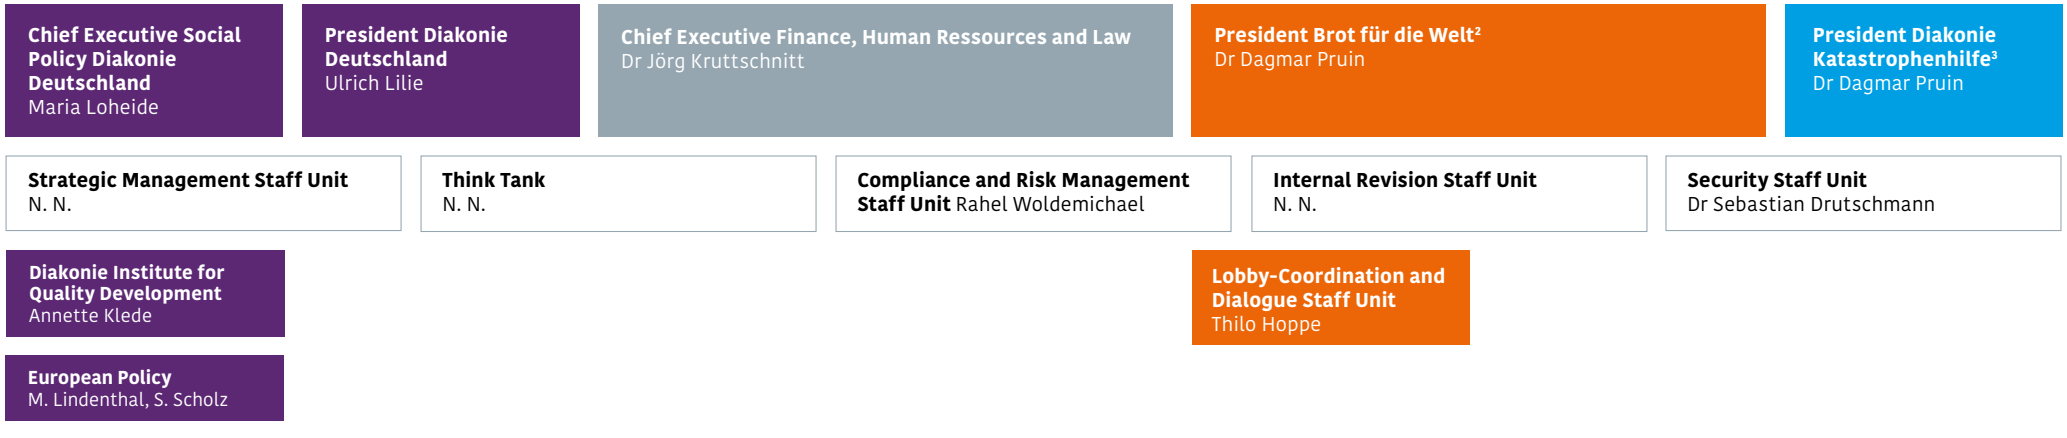 Chief Executive Social
Policy Diakonie
Deutschland
Maria Loheide
President Diakonie
Deutschland
Ulrich Lilie
Chief Executive Finance, Human Ressources and Law
Dr Jörg Kruttschnitt
President Brot für die Welt²
Dr Dagmar Pruin
President Diakonie
Katastrophenhilfe³
Dr Dagmar Pruin
Strategic Management Staff Unit
N. N.
Think Tank
N. N.
Compliance and Risk Management
Staff Unit Rahel Woldemichael
Internal Revision Staff Unit
N. N.
Security Staff Unit
Dr Sebastian Drutschmann
Diakonie Institute for
Quality Development
Annette Klede
Lobby-Coordination and
Dialogue Staff Unit
Thilo Hoppe
European Policy
M. Lindenthal, S. Scholz